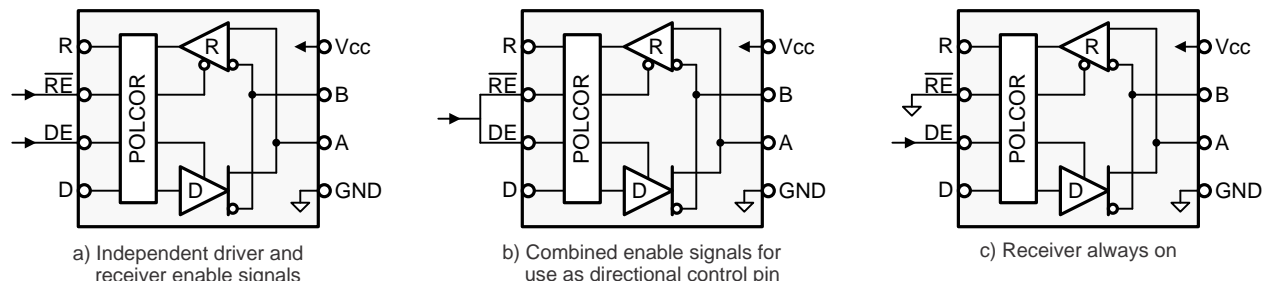 R
RE
DE
D
POLCOR
R
D
Vcc
B
A
GND
a) Independent driver and
receiver enable signals
R
RE
DE
D
POLCOR
R
D
Vcc
B
A
GND
b) Combined enable signals for
use as directional control pin
R
RE
DE
D
POLCOR
R
D
Vcc
B
A
GND
c) Receiver always on